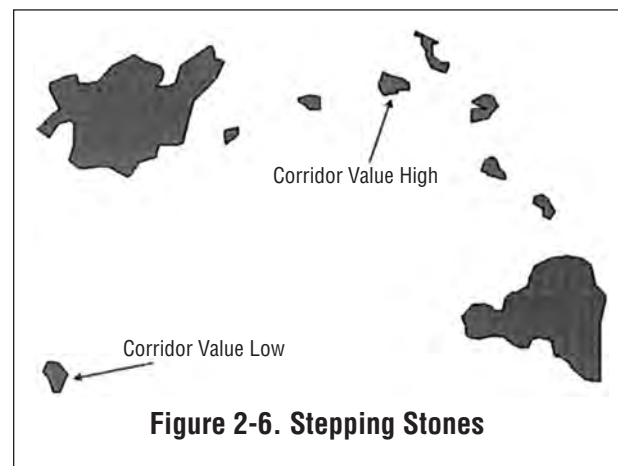 Corridor Value High
Corridor Value Low
Figure 2-6. Stepping Stones